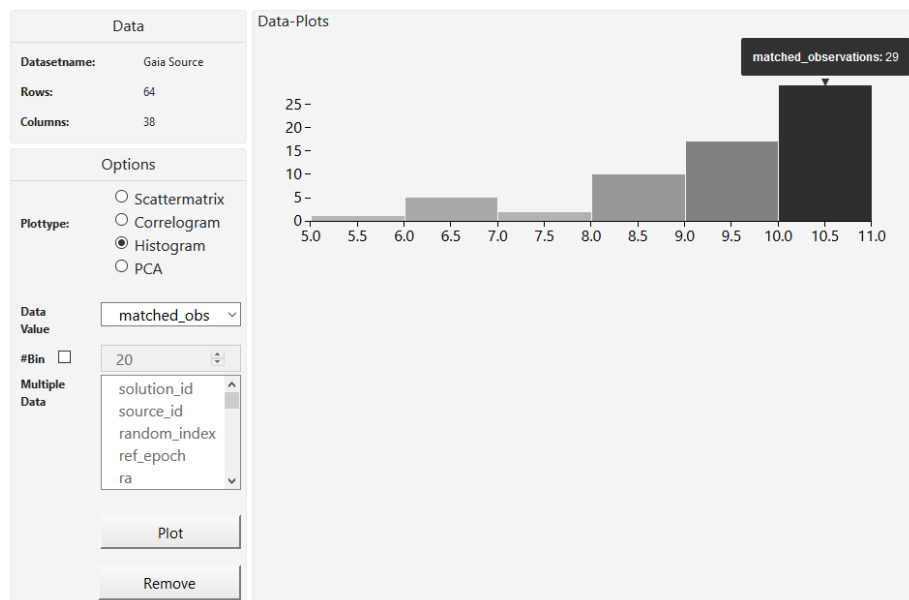 Data
Datasetname: Gaia Source
Rows: 64
Columns: 38
Options
Plottype:
Scattermatrix
Correlogram
Histogram
PCA
Data Value
matched_obs
#Bin 20
Multiple Data
solution_id
source_id
random_index
ref_epoch
ra
Plot
Remove
Data-Plots
matched_observations: 29
25
20
15
10
5
0
5.0 5.5 6.0 6.5 7.0 7.5 8.0 8.5 9.0 9.5 10.0 10.5 11.0